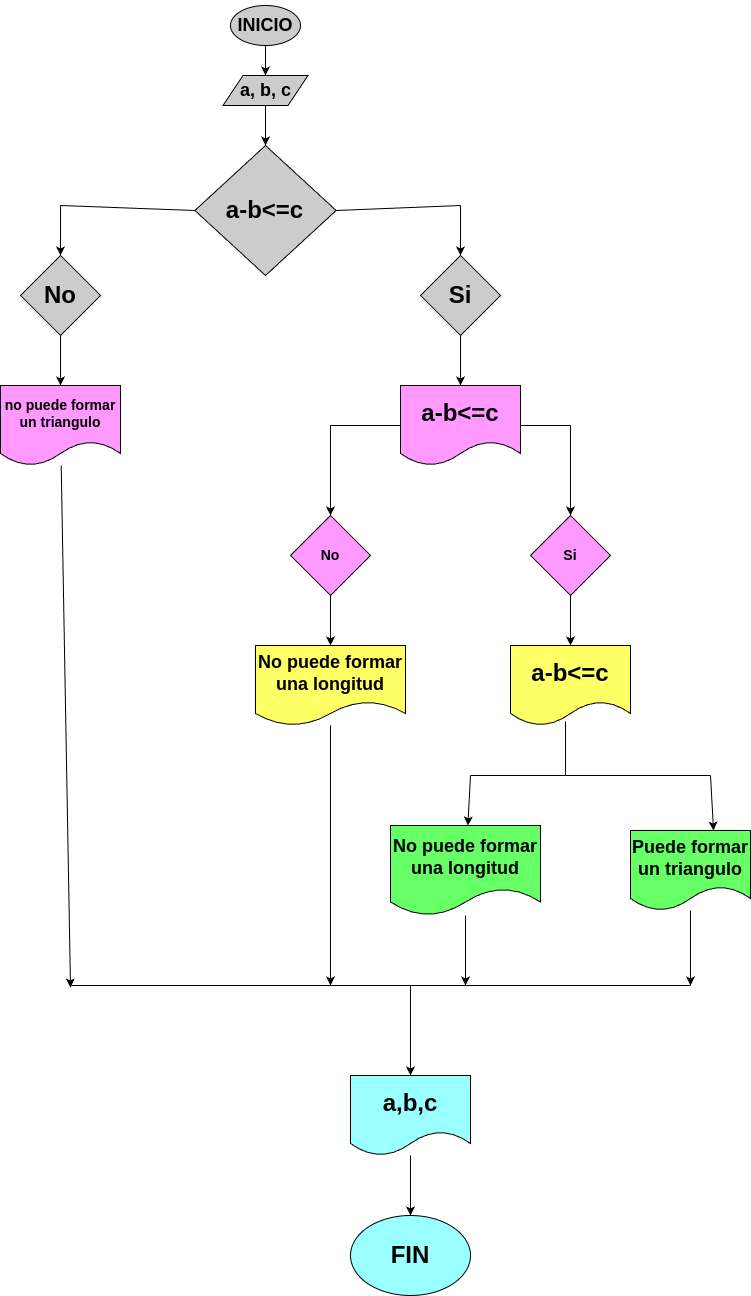 INICIO
a, b, c
a-b<=c
No
Si
no puede formar
un triangulo
a-b<=c
No
Si
No puede formar
una longitud
a-b<=c
No puede formar
una longitud
Puede formar
un triangulo
a,b,c
FIN